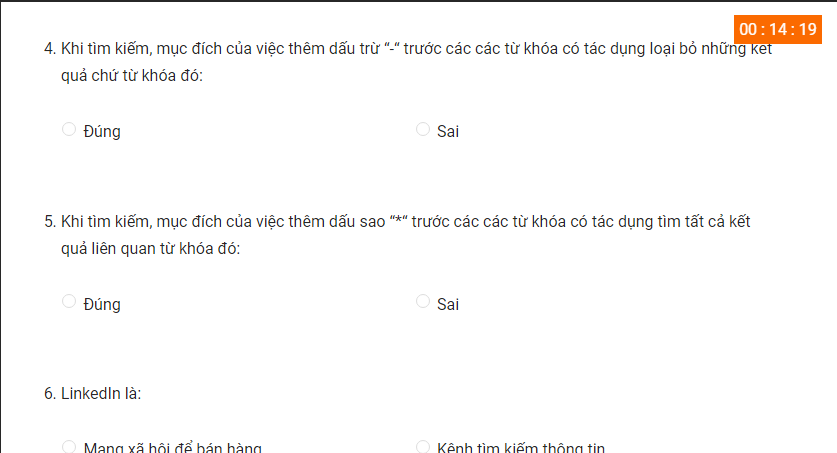 00 : 14 : 19
4. Khi tìm kiếm, mục đích của việc thêm dấu trừ “-“ trước các các từ khóa có tác dụng loại bỏ những kết
quả chứ từ khóa đó:
Đúng
Sai
5. Khi tìm kiếm, mục đích của việc thêm dấu sao “*“ trước các các từ khóa có tác dụng tìm tất cả kết
quả liên quan từ khóa đó:
Đúng
Sai
6. LinkedIn là:
Mạng xã hội để bán hàng
Kênh tìm kiếm thông tin